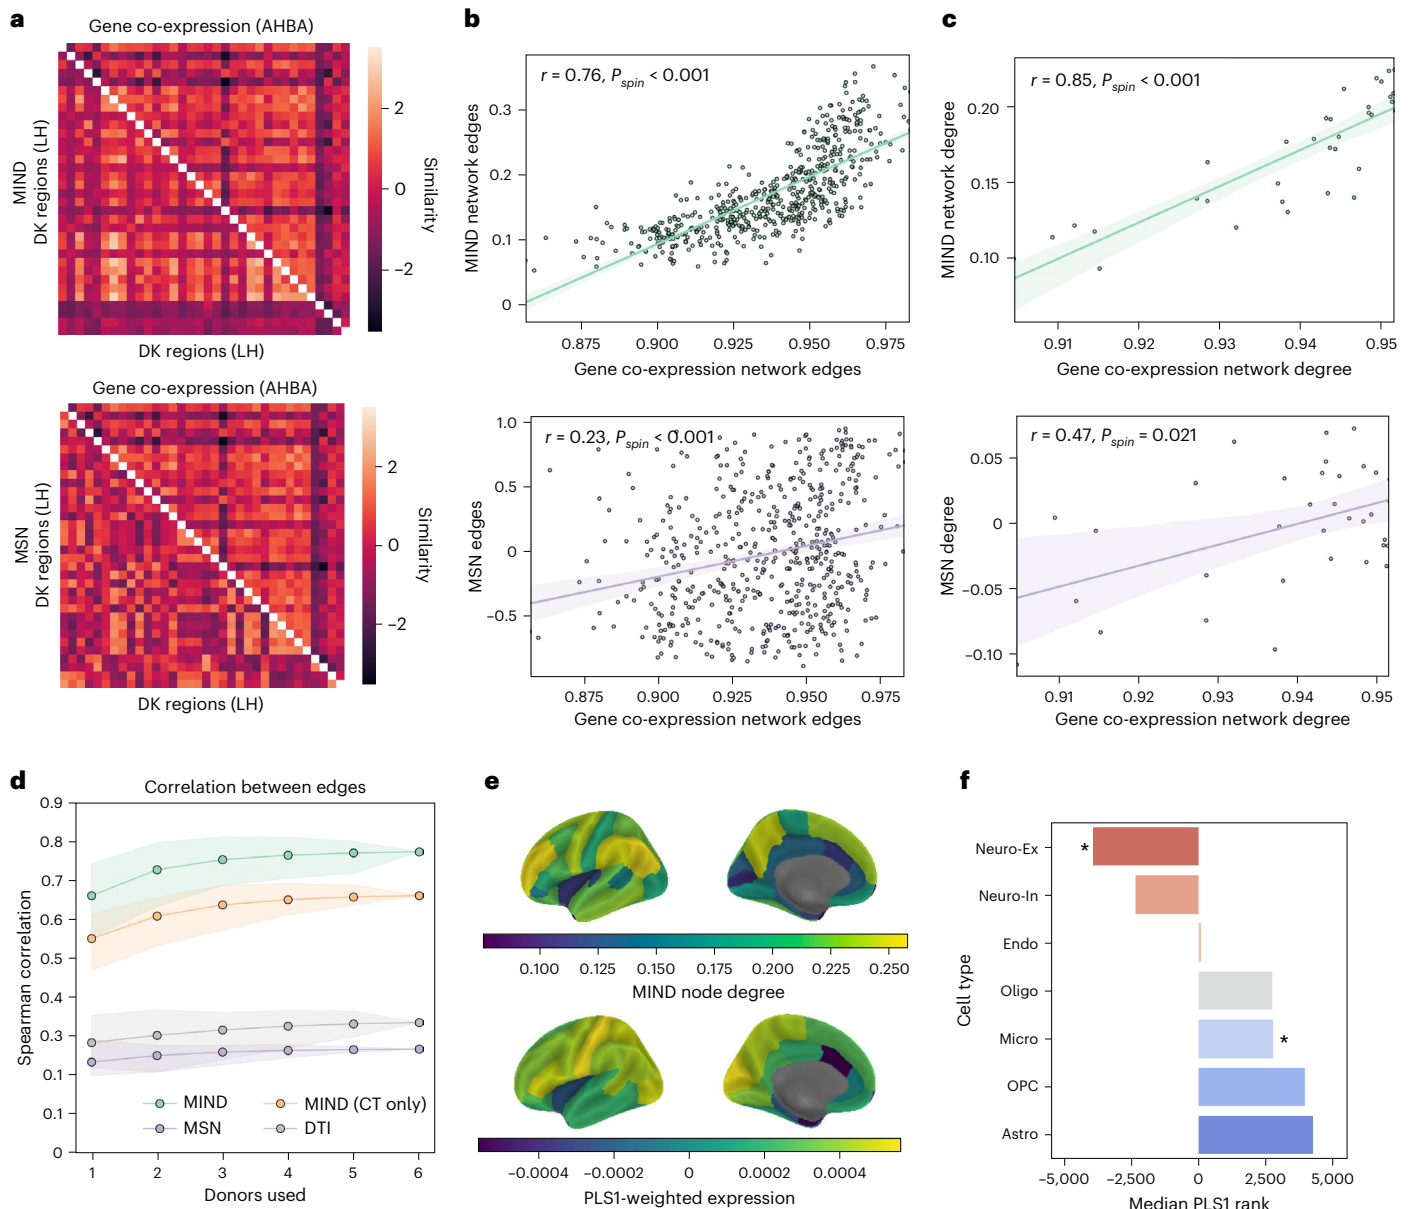 a
Gene co-expression (AHBA)
MIND
DK regions (LH)
2
0
−2
Similarity
DK regions (LH)
Gene co-expression (AHBA)
MSN
DK regions (LH)
2
0
−2
Similarity
DK regions (LH)
b
r = 0.76, Pspin < 0.001
MIND network edges
0.3
0.2
0.1
0
0.875 0.900 0.925 0.950 0.975
Gene co-expression network edges
r = 0.23, Pspin < 0.001
MSN edges
1.0
0.5
0
−0.5
0.875 0.900 0.925 0.950 0.975
Gene co-expression network edges
c
r = 0.85, Pspin < 0.001
MIND network degree
0.20
0.15
0.10
0.91 0.92 0.93 0.94 0.95
Gene co-expression network degree
r = 0.47, Pspin = 0.021
MSN degree
0.05
0
−0.05
−0.10
0.91 0.92 0.93 0.94 0.95
Gene co-expression network degree
d
Correlation between edges
Spearman correlation
0.9
0.8
0.7
0.6
0.5
0.4
0.3
0.1
0.1
0
MIND
MIND (CT only)
MSN
DTI
1 2 3 4 5 6
Donors used
e
0.100 0.125 0.150 0.175 0.200 0.225 0.250
MIND node degree
−0.0004 −0.0002 0 0.0002 0.0004
PLS1-weighted expression
f
Cell type
Neuro-Ex
*
Neuro-In
Endo
Oligo
Micro
*
OPC
Astro
−5,000 −2,500 0 2,500 5,000
Median PLS1 rank